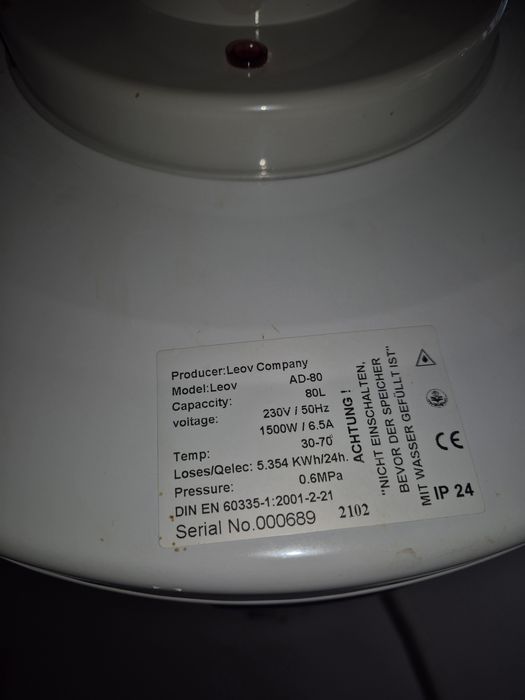 Producer:Leov Company
Model:Leov AD-80
Capaccity: 80L
voltage: 230V / 50Hz
1500W / 6.5A
Temp: 30-70°
Loses/Qelec: 5.354 KWh/24h.
Pressure: 0.6MPa
DIN EN 60335-1:2001-2-21
Serial No.000689 2102
ACHTUNG !
"NICHT EINSCHALTEN,
BEVOR DER SPEICHER
MIT WASSER GEFÜLLT IST"
CE
IP 24